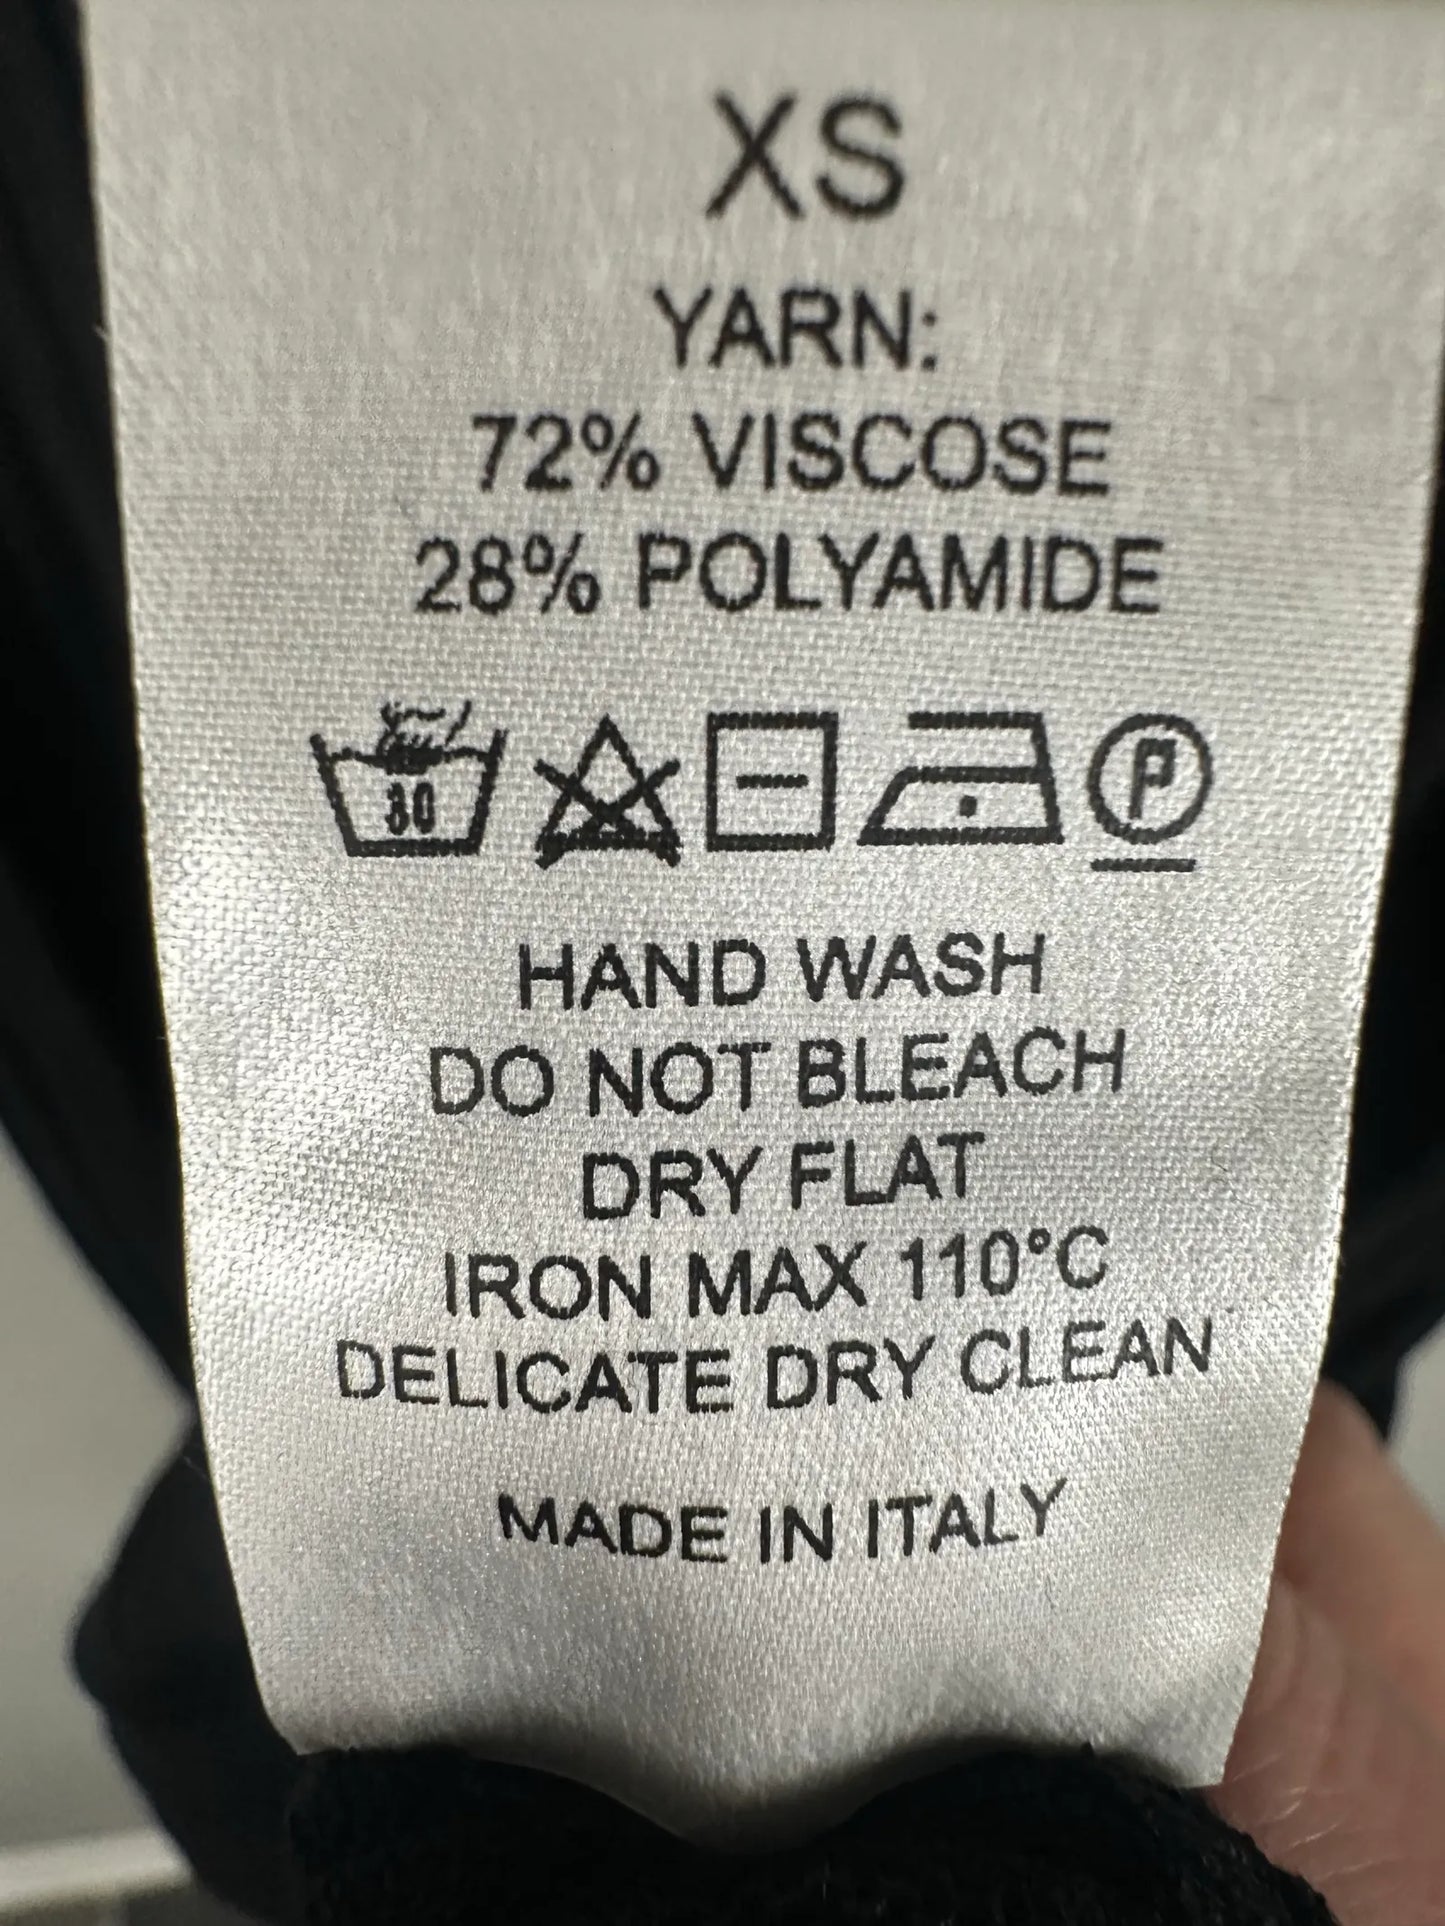 XS
YARN:
72% VISCOSE
28% POLYAMIDE
30
P
HAND WASH
DO NOT BLEACH
DRY FLAT
IRON MAX 110°C
DELICATE DRY CLEAN
MADE IN ITALY